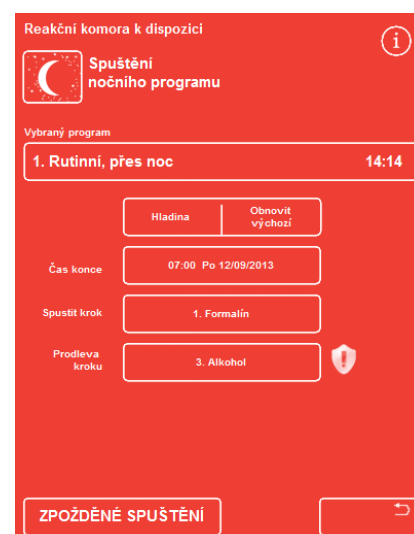 Reakční komora k dispozici
i
Spuštění
nočního programu
Vybraný program
1. Rutinní, přes noc 14:14
Hladina
Obnovit
výchozí
Čas konce
07:00 Po 12/09/2013
Spustit krok
1. Formalín
Prodleva
kroku
3. Alkohol
!
ZPOŽDĚNÉ SPUŠTĚNÍ